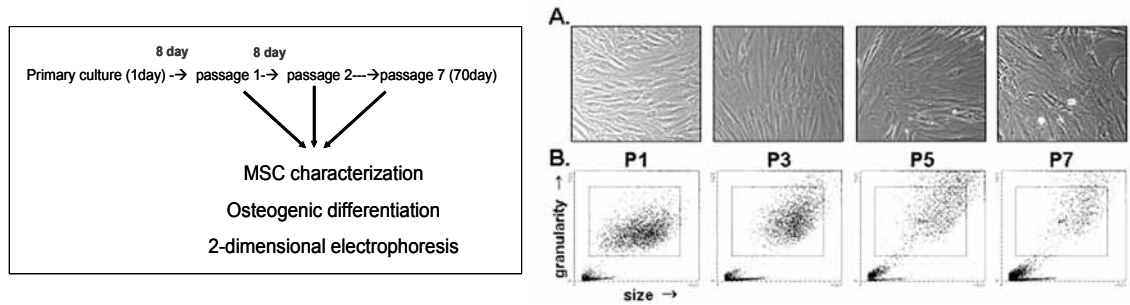 8 day 8 day
Primary culture (1day) -→ passage 1-→ passage 2---→passage 7 (70day)
MSC characterization
Osteogenic differentiation
2-dimensional electrophoresis
A.
B. P1 P3 P5 P7
granularity →
size →